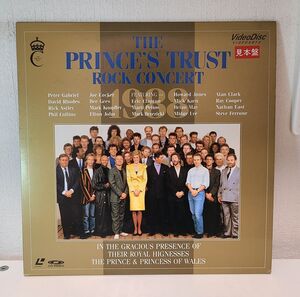 THE
PRINCE'S TRUST
ROCK CONCERT
1988
VideoDisc
見本盤
Peter Gabriel
David Rhodes
Rick Astley
Phil Collins
Joe Cocker
Bee Gees
Mark Knopfler
Elton John
FEATURING
Eric Clapton
Mark Brzezicki
Howard Jones
Mark King
Brian May
Midge Ure
Alan Clark
Ray Cooper
Nathan East
Steve Ferrone
IN THE GRACIOUS PRESENCE OF
THEIR ROYAL HIGHNESSES
THE PRINCE & PRINCESS OF WALES